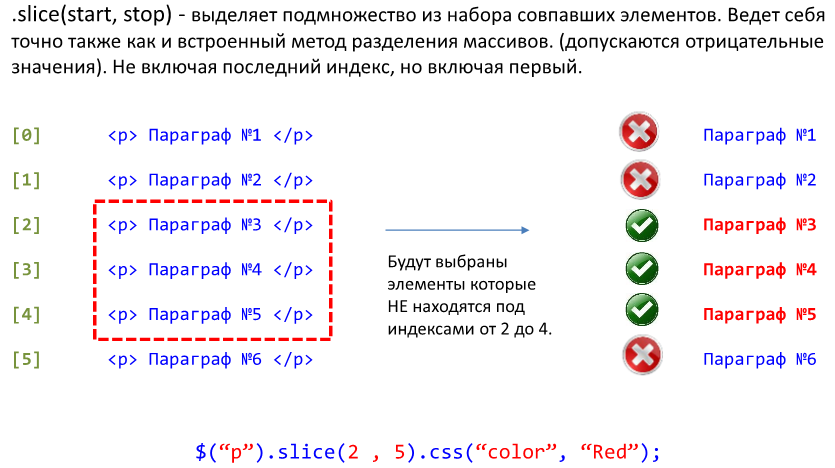 .slice(start, stop) - выделяет подмножество из набора совпавших элементов. Ведет себя
точно также как и встроенный метод разделения массивов. (допускаются отрицательные
значения). Не включая последний индекс, но включая первый.
[0] <p> Параграф №1 </p> Параграф №1
[1] <p> Параграф №2 </p> Параграф №2
[2] <p> Параграф №3 </p> Параграф №3
[3] <p> Параграф №4 </p> Параграф №4
[4] <p> Параграф №5 </p> Параграф №5
[5] <p> Параграф №6 </p> Параграф №6
Будут выбраны
элементы которые
НЕ находятся под
индексами от 2 до 4.
$(“p”).slice(2 , 5).css(“color”, “Red”);